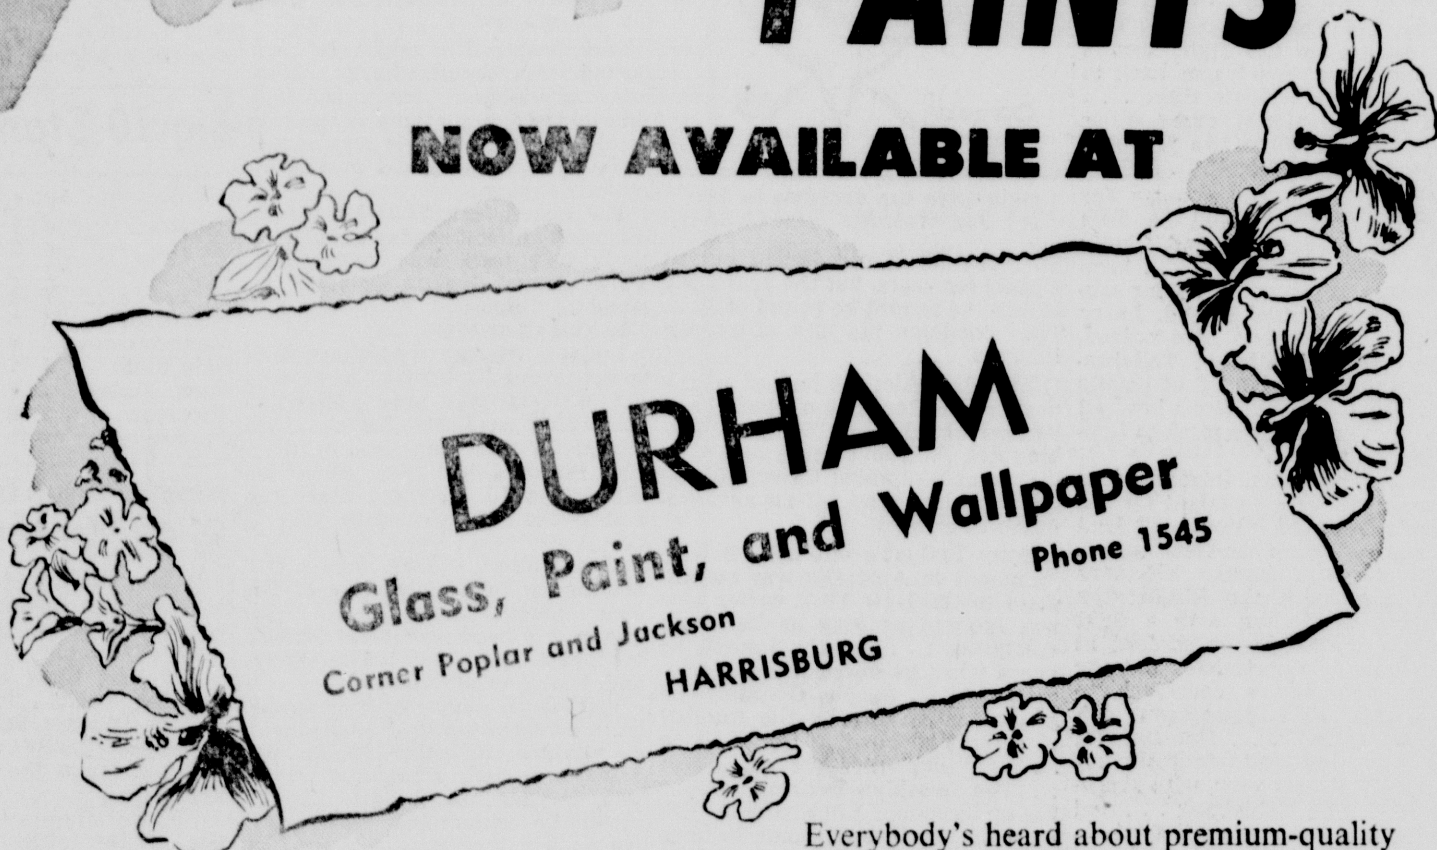 PAINTS
NOW AVAILABLE AT
DURHAM
Glass, Paint, and Wallpaper
Phone 1545
Corner Poplar and Jackson
HARRISBURG
Everybody's heard about premium-quality